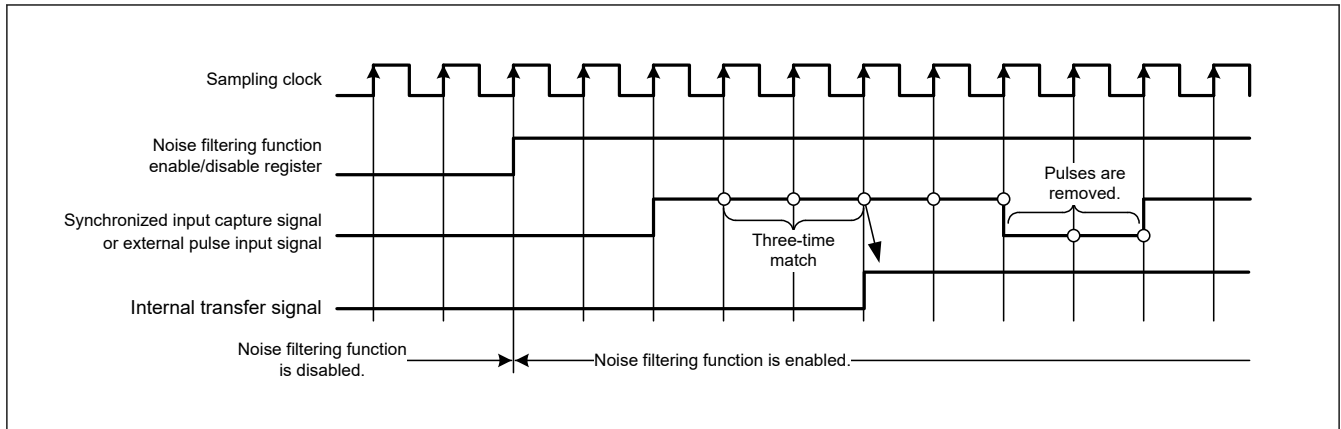 Sampling clock
Noise filtering function
enable/disable register
Pulses are
removed.
Synchronized input capture signal
or external pulse input signal
Three-time
match
Internal transfer signal
Noise filtering function
is disabled.
Noise filtering function is enabled.